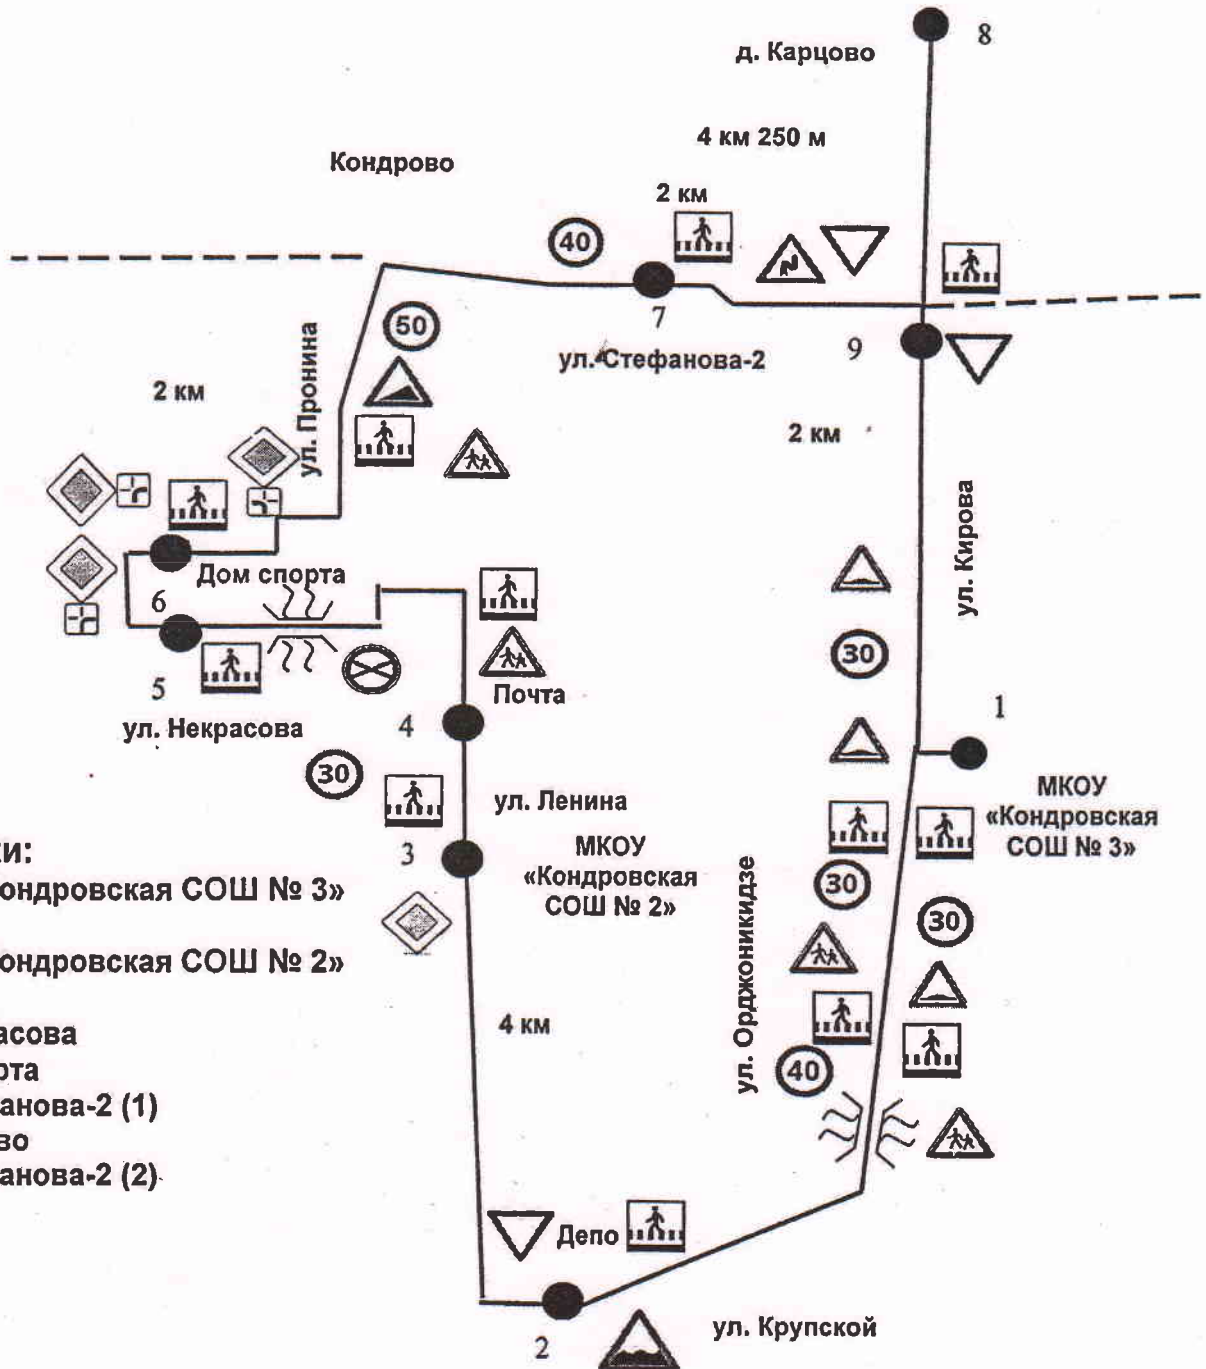 8
д. Карцово
4 км 250 м
Кондрово
2 км
40
7
ул. Стефанова-2
9
50
ул. Пронина
2 км
2 км
ул. Кирова
Дом спорта
6
5
ул. Некрасова
Почта
4
30
ул. Ленина
3
МКОУ
«Кондровская
СОШ № 2»
30
1
МКОУ
«Кондровская
СОШ № 3»
30
30
ул. Орджоникидзе
40
4 км
ки:
ондровская СОШ № 3»
ондровская СОШ № 2»
асова
рта
анова-2 (1)
во
анова-2 (2)
Депо
2
ул. Крупской